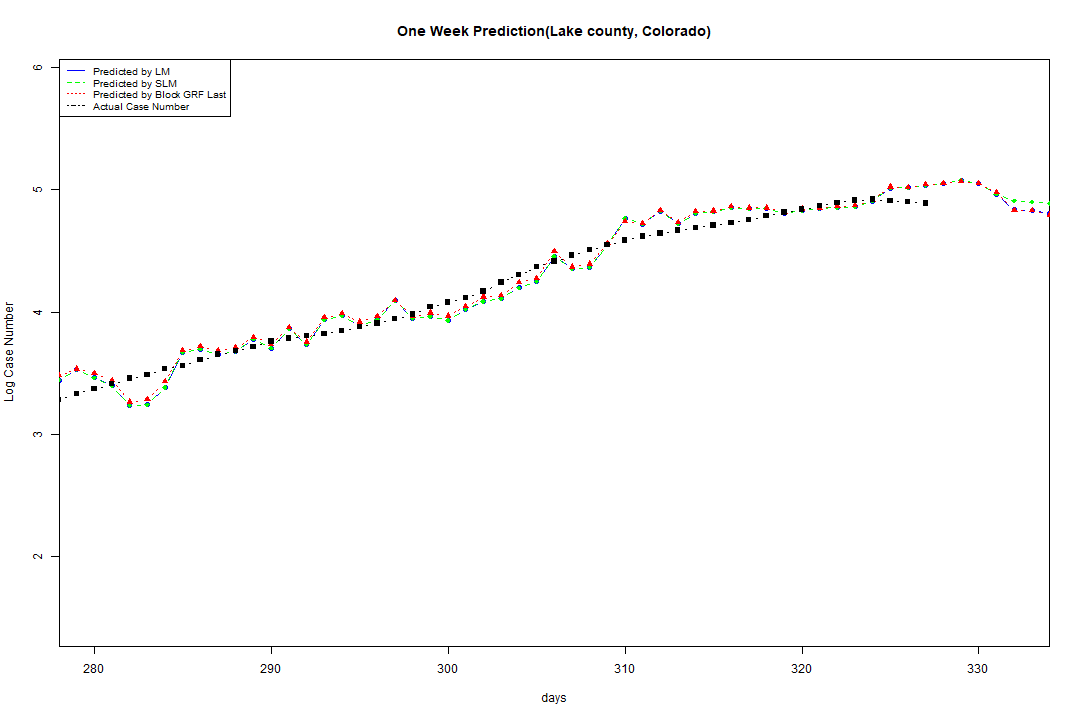 One Week Prediction(Lake county, Colorado)
Predicted by LM
Predicted by SLM
Predicted by Block GRF Last
Actual Case Number
6
5
4
3
2
Log Case Number
280 290 300 310 320 330
days